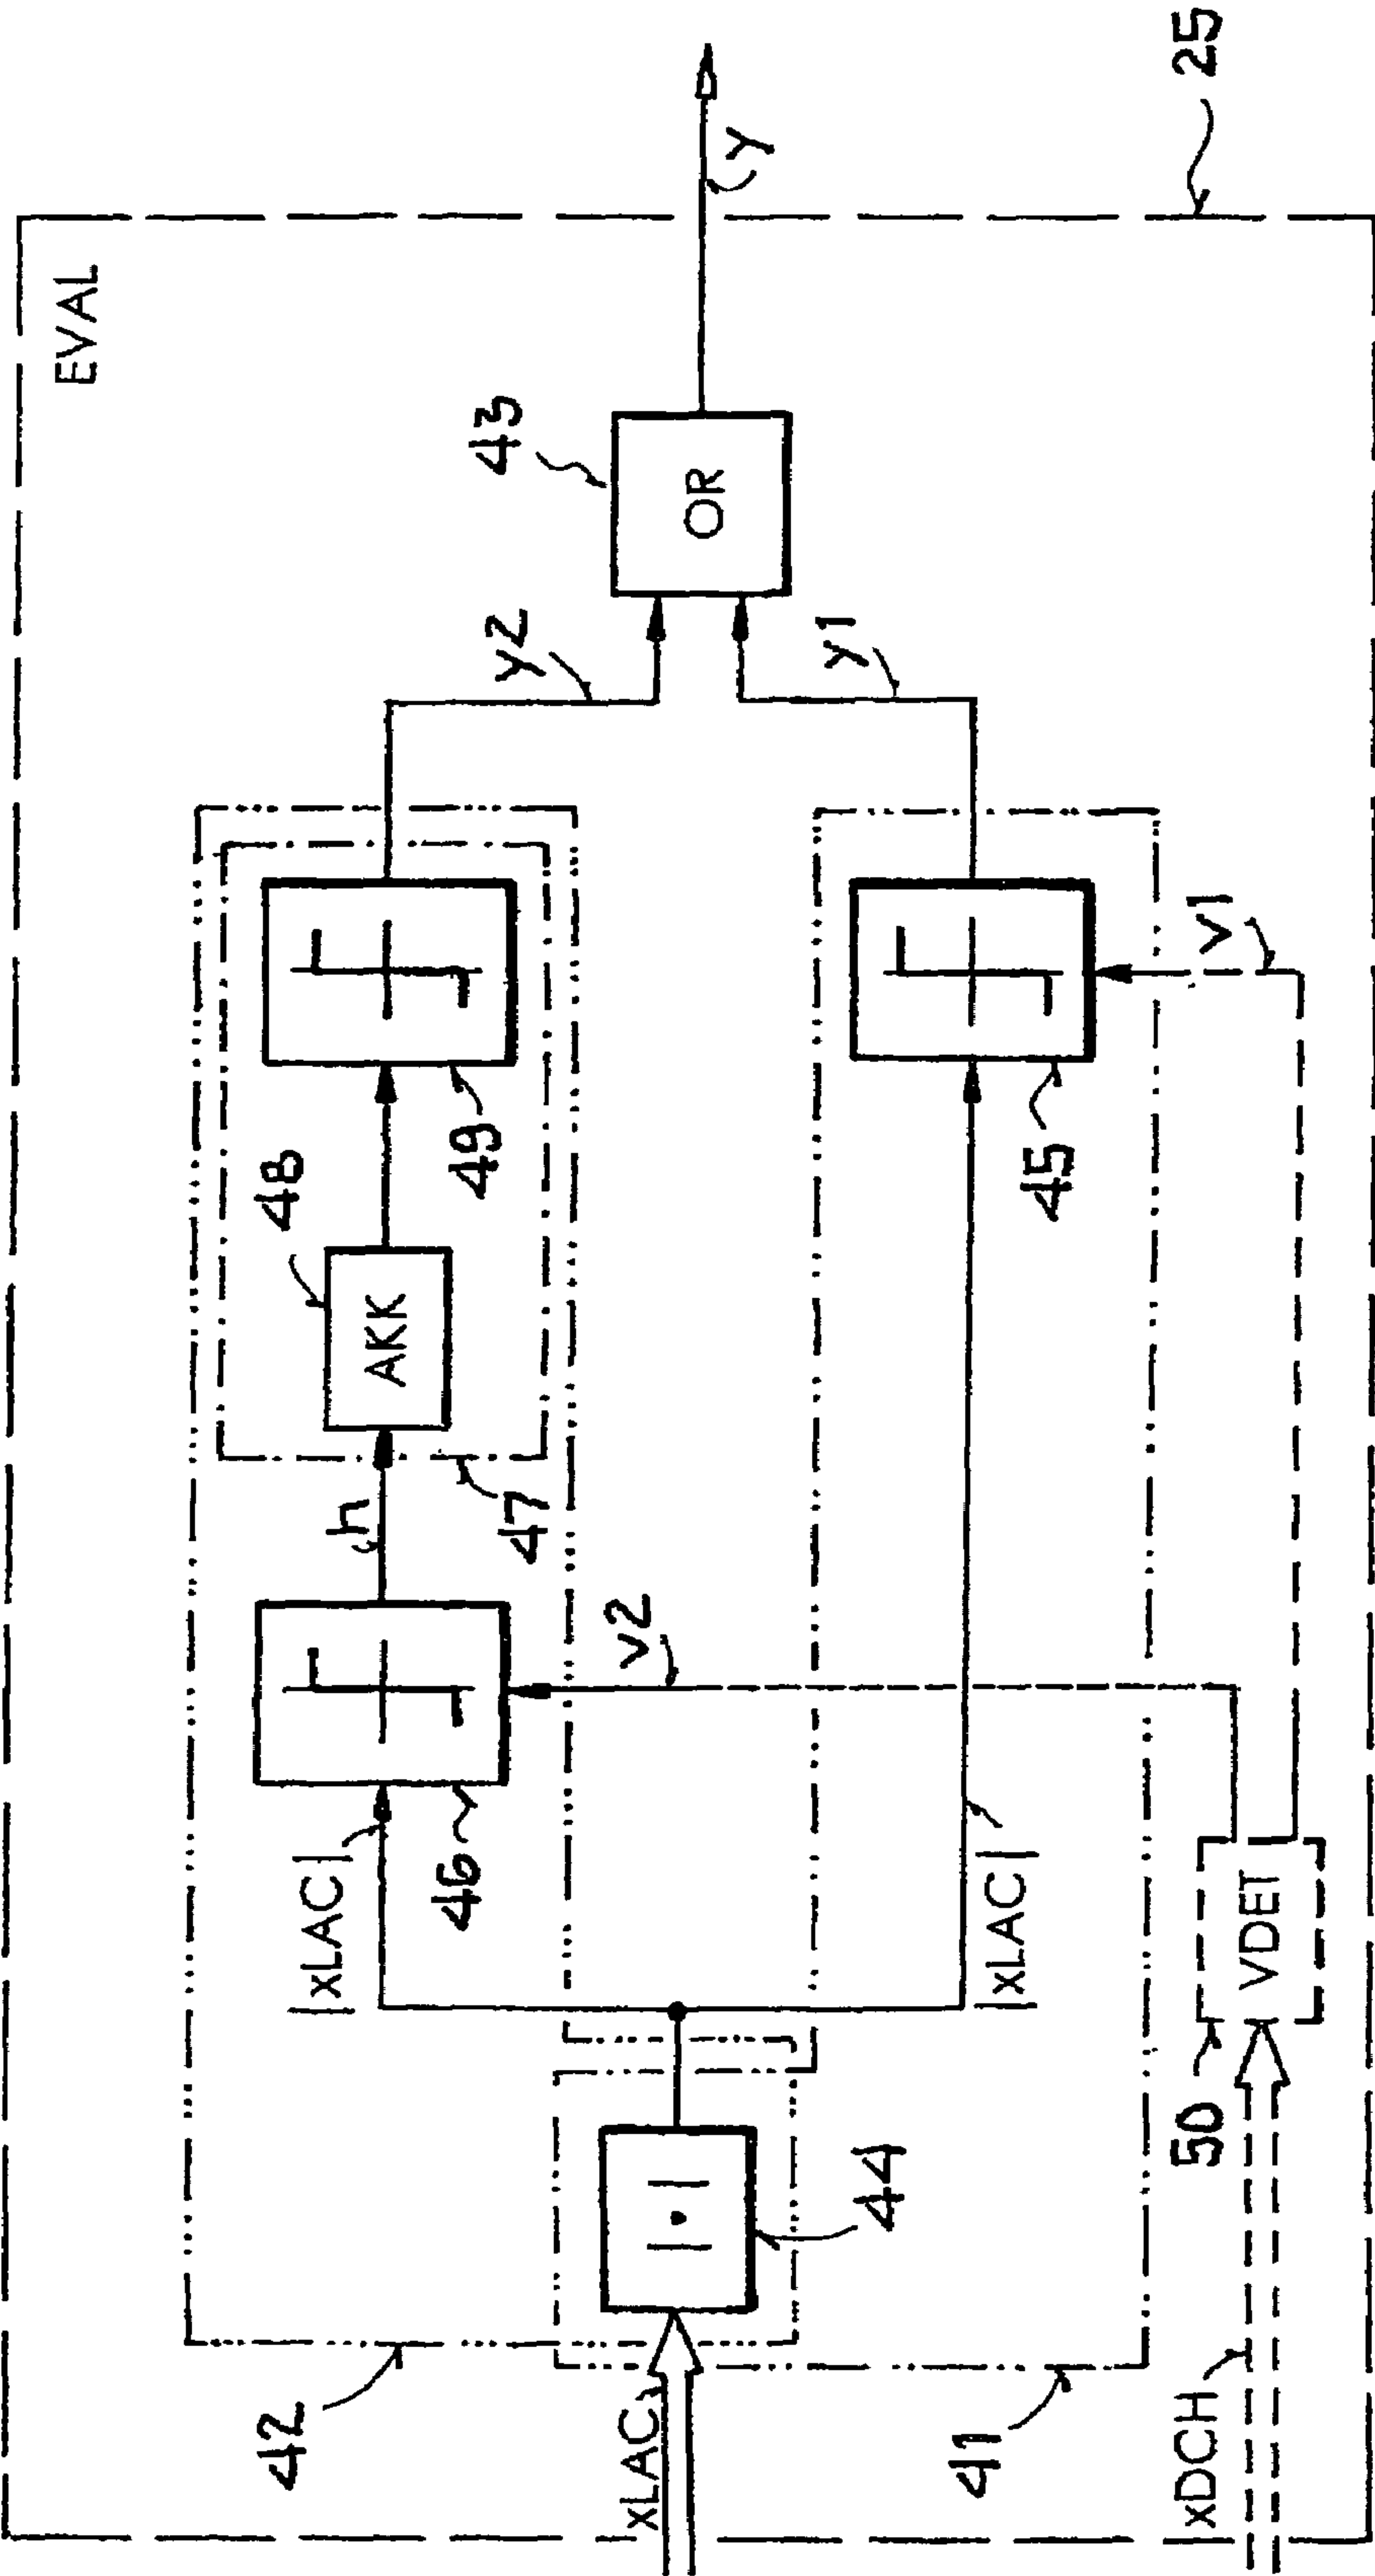 EVAL
42
48
|xLAC|
h
AKK
46
49
43
y2
47
v2
xLAC
OR
y
y1
44
41
|xLAC|
45
xDCH
50
v1
25
VDET
|•|